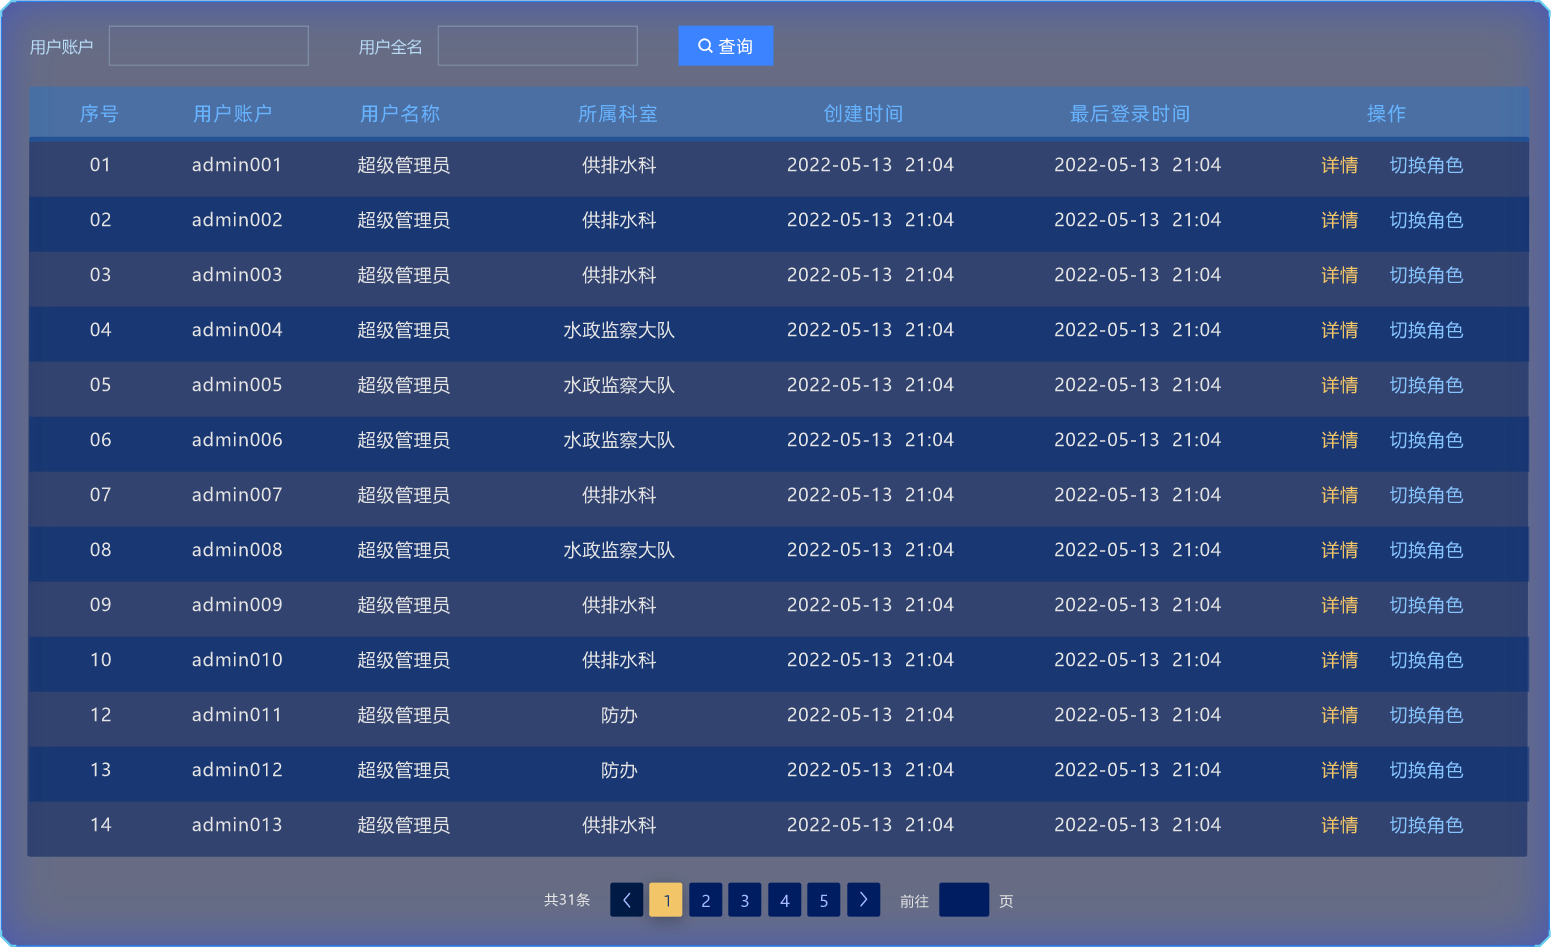 用户账户 用户全名 查询
序号 用户账户 用户名称 所属科室 创建时间 最后登录时间 操作
01 admin001 超级管理员 供排水科 2022-05-13 21:04 2022-05-13 21:04 详情 切换角色
02 admin002 超级管理员 供排水科 2022-05-13 21:04 2022-05-13 21:04 详情 切换角色
03 admin003 超级管理员 供排水科 2022-05-13 21:04 2022-05-13 21:04 详情 切换角色
04 admin004 超级管理员 水政监察大队 2022-05-13 21:04 2022-05-13 21:04 详情 切换角色
05 admin005 超级管理员 水政监察大队 2022-05-13 21:04 2022-05-13 21:04 详情 切换角色
06 admin006 超级管理员 水政监察大队 2022-05-13 21:04 2022-05-13 21:04 详情 切换角色
07 admin007 超级管理员 供排水科 2022-05-13 21:04 2022-05-13 21:04 详情 切换角色
08 admin008 超级管理员 水政监察大队 2022-05-13 21:04 2022-05-13 21:04 详情 切换角色
09 admin009 超级管理员 供排水科 2022-05-13 21:04 2022-05-13 21:04 详情 切换角色
10 admin010 超级管理员 供排水科 2022-05-13 21:04 2022-05-13 21:04 详情 切换角色
12 admin011 超级管理员 防办 2022-05-13 21:04 2022-05-13 21:04 详情 切换角色
13 admin012 超级管理员 防办 2022-05-13 21:04 2022-05-13 21:04 详情 切换角色
14 admin013 超级管理员 供排水科 2022-05-13 21:04 2022-05-13 21:04 详情 切换角色
共31条 < 1 2 3 4 5 > 前往 页